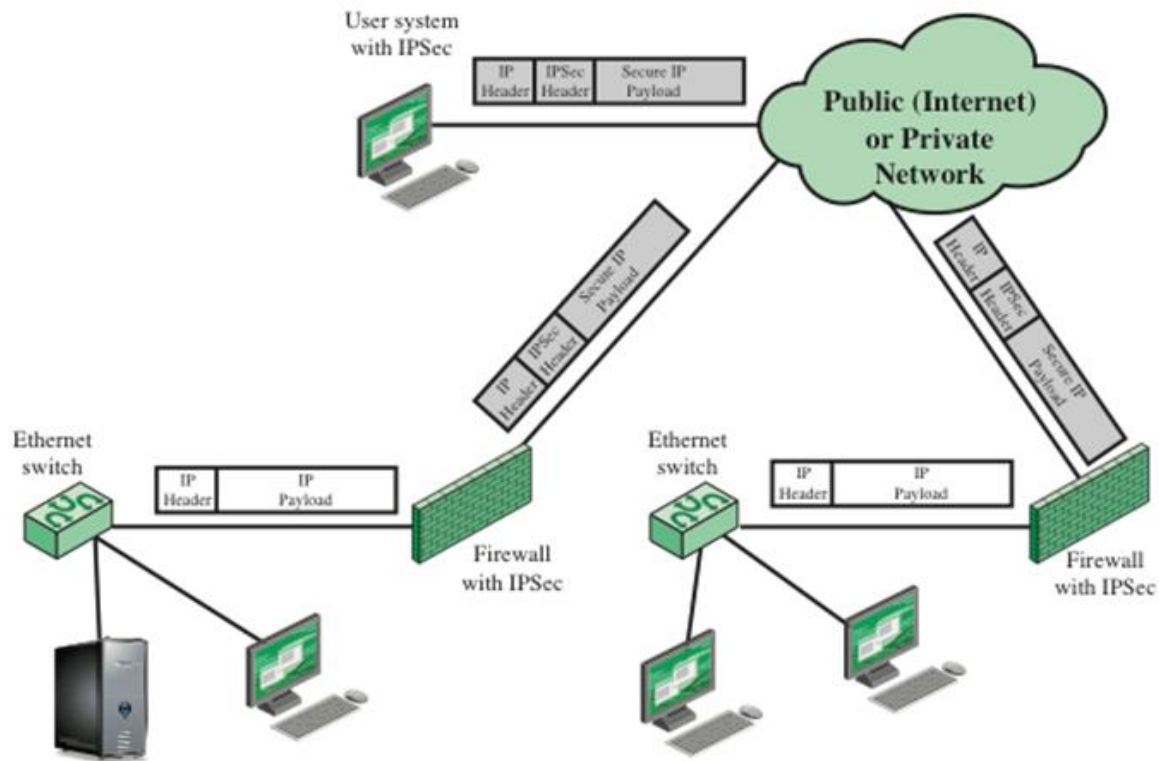 User system
with IPSec
IP
Header
IPSec
Header
Secure IP
Payload
Public (Internet)
or Private
Network
IP
Header
IPSec
Header
Secure IP
Payload
IP
Header
IPSec
Header
Secure IP
Payload
Ethernet
switch
IP
Header
IP
Payload
Firewall
with IPSec
Ethernet
switch
IP
Header
IP
Payload
Firewall
with IPSec